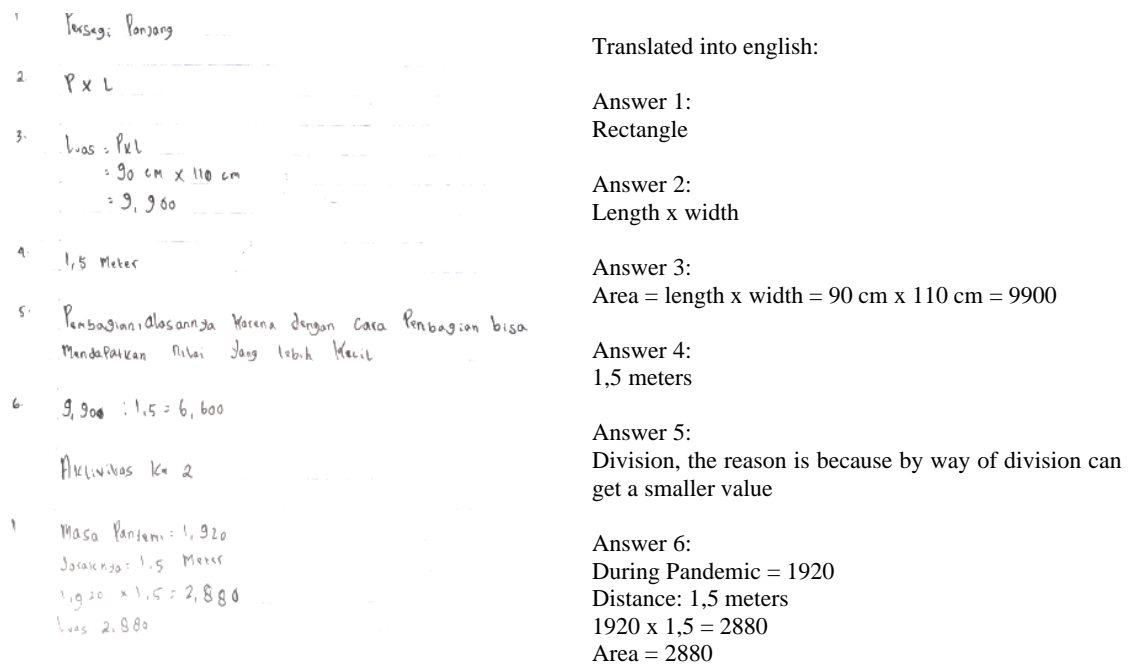 1 Persegi Panjang
2. P x L
3. Luas = PxL
= 90 cm x 110 cm
= 9,900
4. 1,5 Meter
5. Pembagian, alasannya Karena dengan Cara Penbagian bisa
Mendapatkan nilai yang lebih Kecil
6. 9,900 : 1,5 = 6,600
Aktivitas Ke 2
1 Masa Pandemi : 1,920
Jaraknya : 1.5 Meter
1,920 x 1,5 = 2,880
Luas 2.880
Translated into english:
Answer 1:
Rectangle
Answer 2:
Length x width
Answer 3:
Area = length x width = 90 cm x 110 cm = 9900
Answer 4:
1,5 meters
Answer 5:
Division, the reason is because by way of division can
get a smaller value
Answer 6:
During Pandemic = 1920
Distance: 1,5 meters
1920 x 1,5 = 2880
Area = 2880